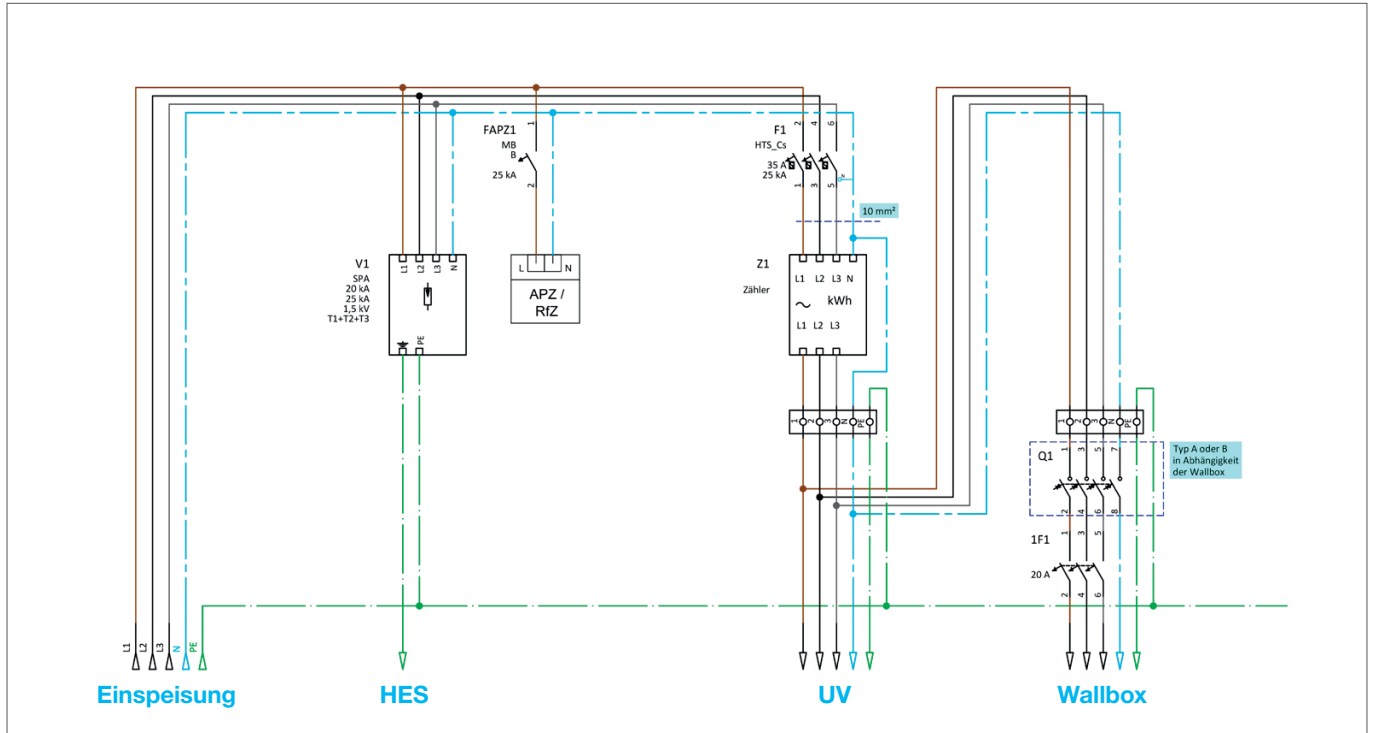 FAPZ1
MB
B
25 kA
1
2
F1
HTS_Cs
35 A
25 kA
2
4
6
1
3
5
N
10 mm²
V1
SPA
20 kA
25 kA
1,5 kV
T1+T2+T3
L1
L2
L3
N
PE
L
N
APZ /
RfZ
Z1
Zähler
L1 L2 L3 N
kWh
L1 L2 L3
1
2
3
N
PE
1
2
3
N
PE
Q1
1
3
5
7
2
4
6
8
Typ A oder B
in Abhängigkeit
der Wallbox
1F1
20 A
1
3
5
2
4
6
L1
L2
L3
N
PE
Einspeisung
HES
UV
Wallbox